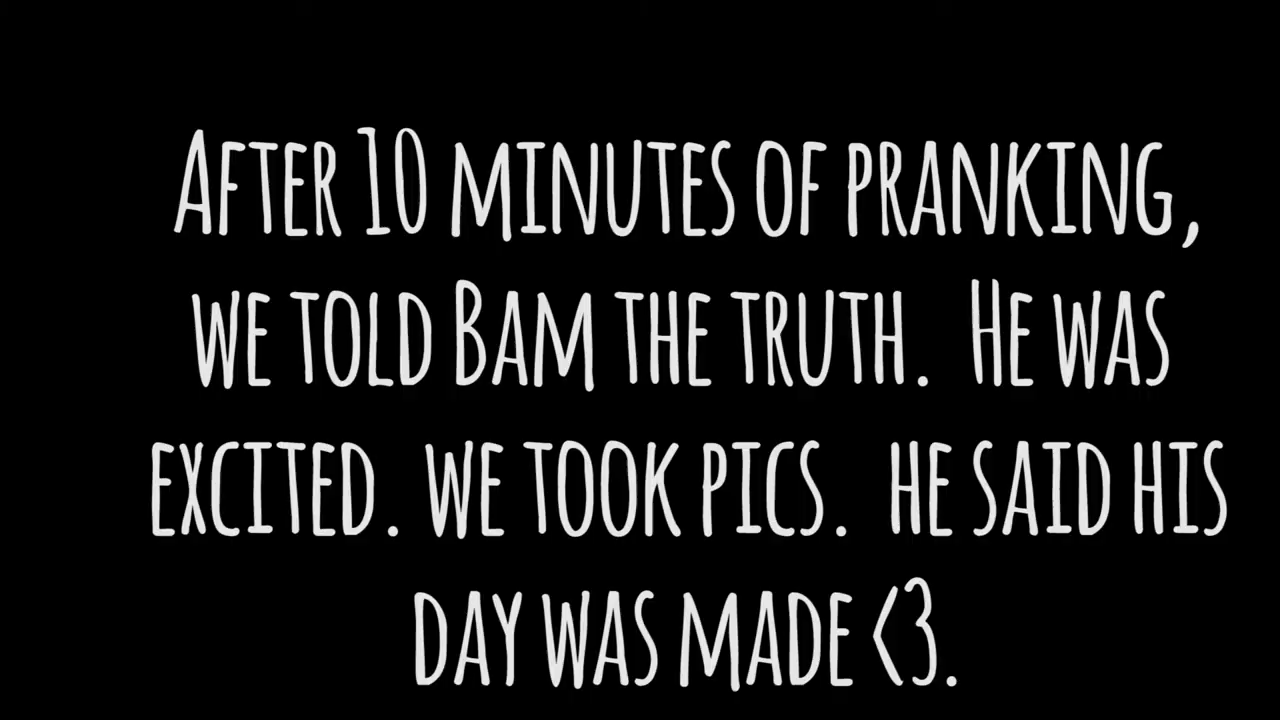 After 10 minutes of pranking,
we told Bam the truth. He was
excited. we took pics. he said his
day was made <3.